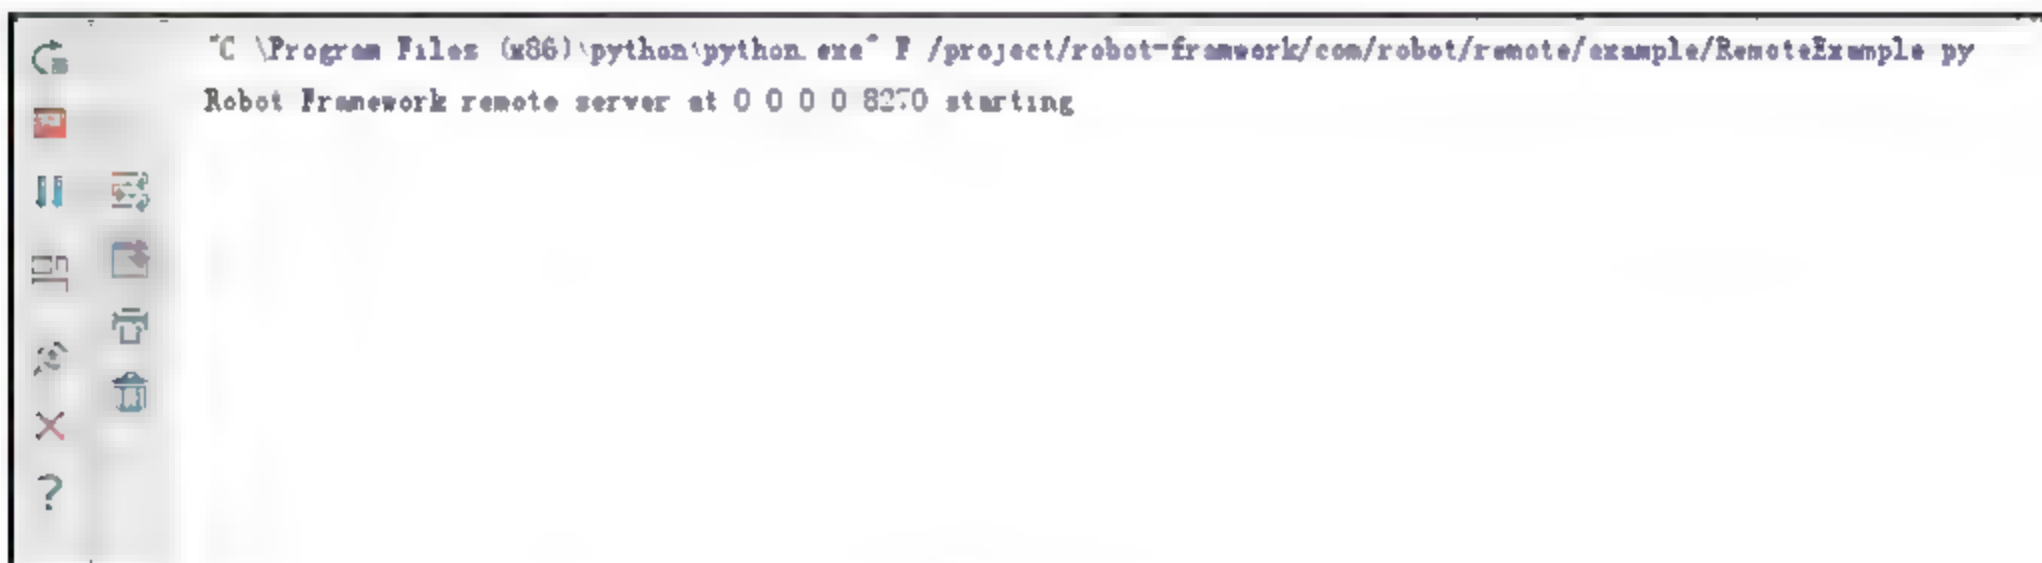 "C:\Program Files (x86)\python\python.exe" F:/project/robot-framwork/com/robot/remote/example/RemoteExample.py
Robot Framework remote server at 0.0.0.0:8270 starting